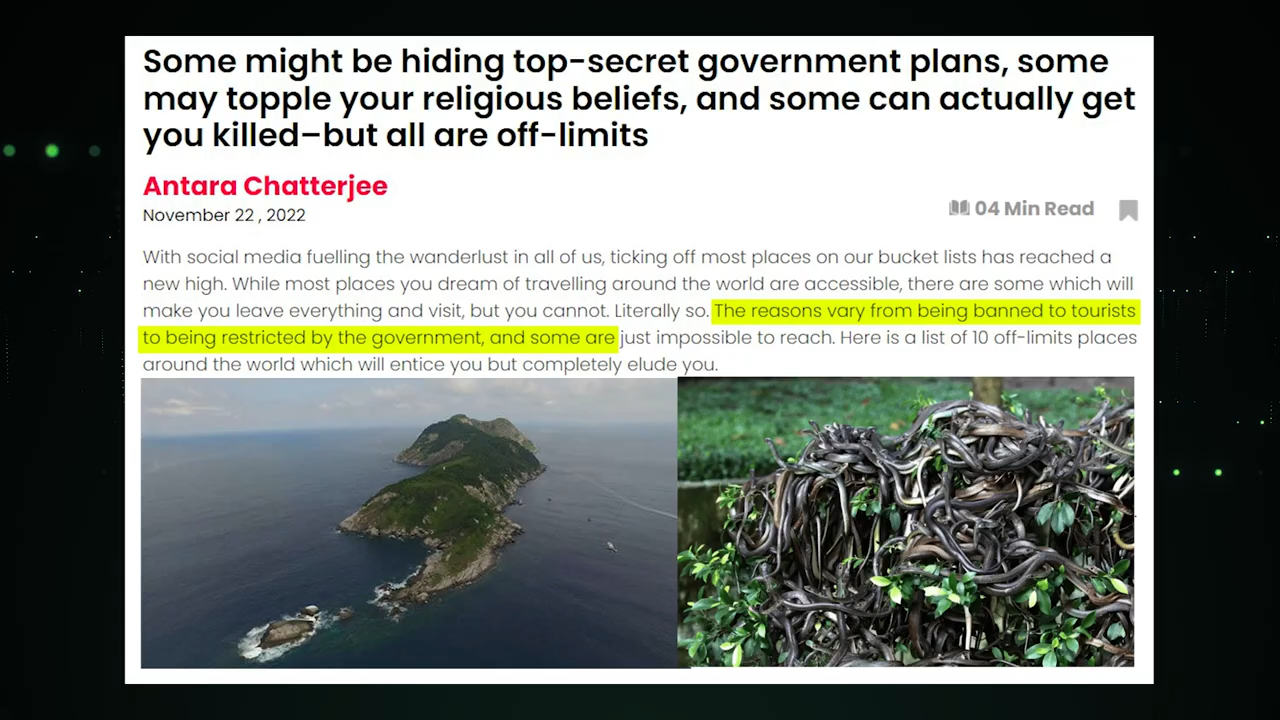 Some might be hiding top-secret government plans, some
may topple your religious beliefs, and some can actually get
you killed–but all are off-limits
Antara Chatterjee
November 22 , 2022
04 Min Read
With social media fuelling the wanderlust in all of us, ticking off most places on our bucket lists has reached a
new high. While most places you dream of travelling around the world are accessible, there are some which will
make you leave everything and visit, but you cannot. Literally so. The reasons vary from being banned to tourists
to being restricted by the government, and some are just impossible to reach. Here is a list of 10 off-limits places
around the world which will entice you but completely elude you.